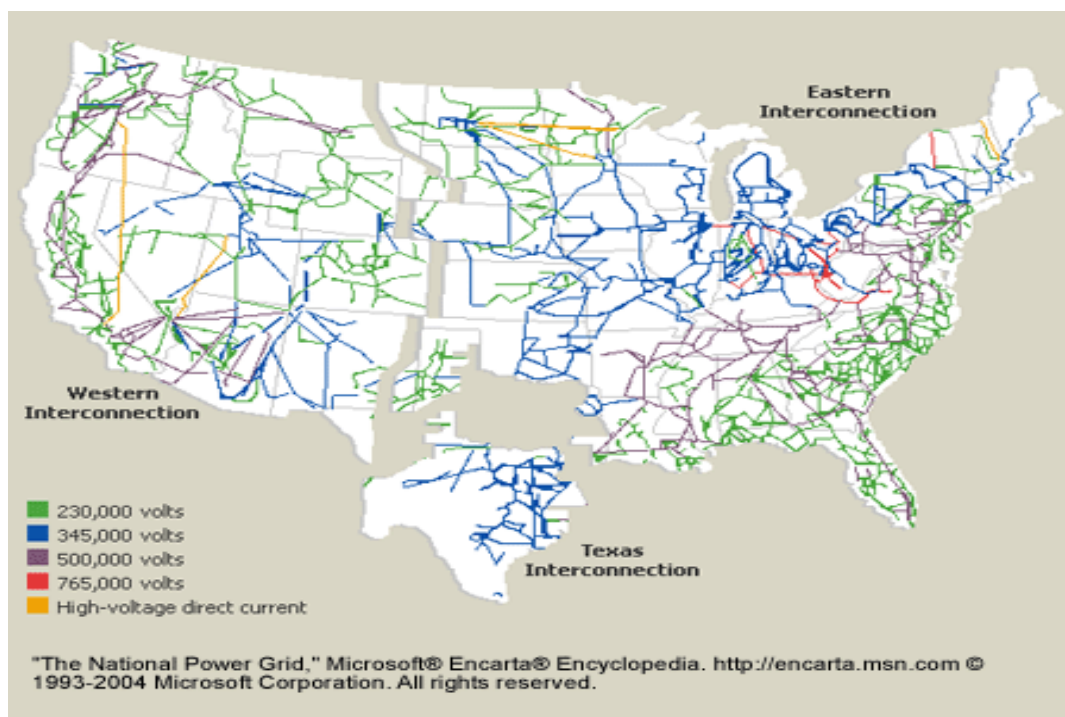 Eastern
Interconnection
Western
Interconnection
230,000 volts
345,000 volts
500,000 volts
765,000 volts
High-voltage direct current
Texas
Interconnection
"The National Power Grid," Microsoft® Encarta® Encyclopedia. http://encarta.msn.com ©
1993-2004 Microsoft Corporation. All rights reserved.